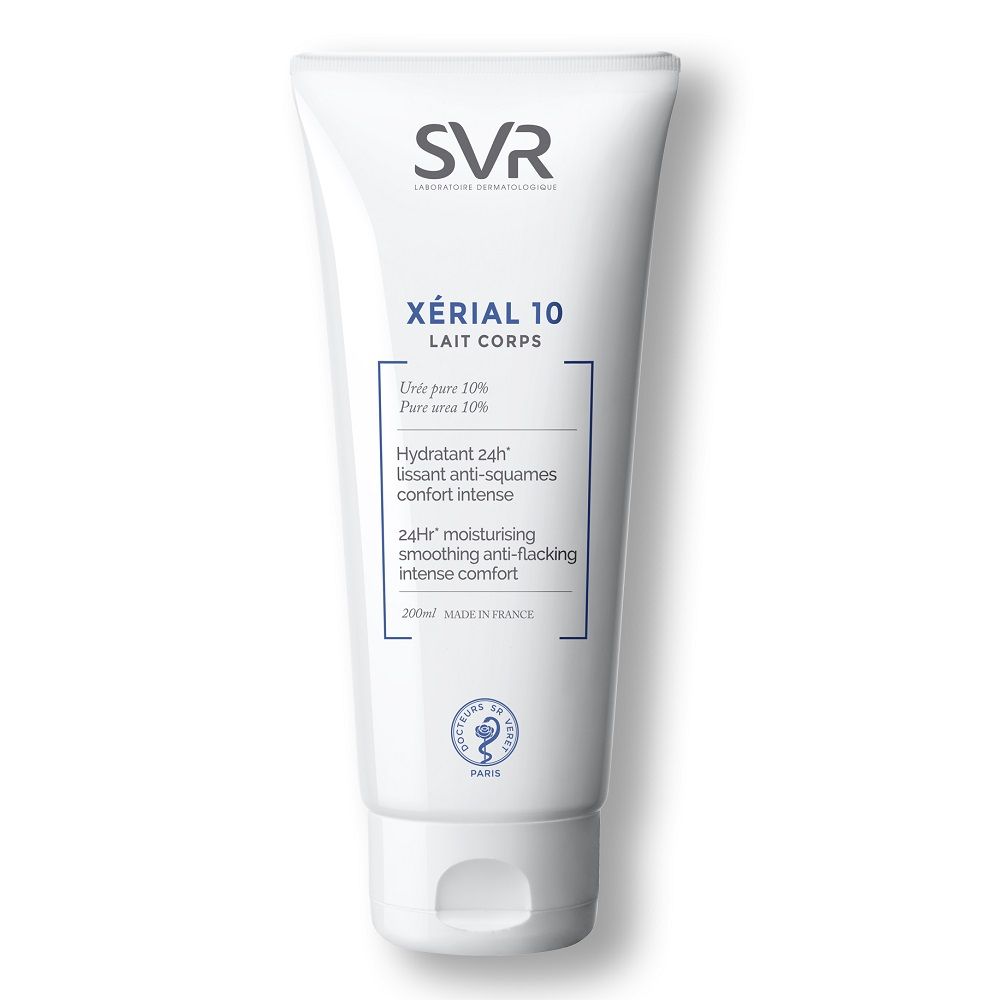 SVR
LABORATOIRE DERMATOLOGIQUE
XÉRIAL 10
LAIT CORPS
Urée pure 10%
Pure urea 10%
Hydratant 24h*
lissant anti-squames
confort intense
24Hr* moisturising
smoothing anti-flacking
intense comfort
200ml MADE IN FRANCE
DOCTEURS SR VERET
PARIS